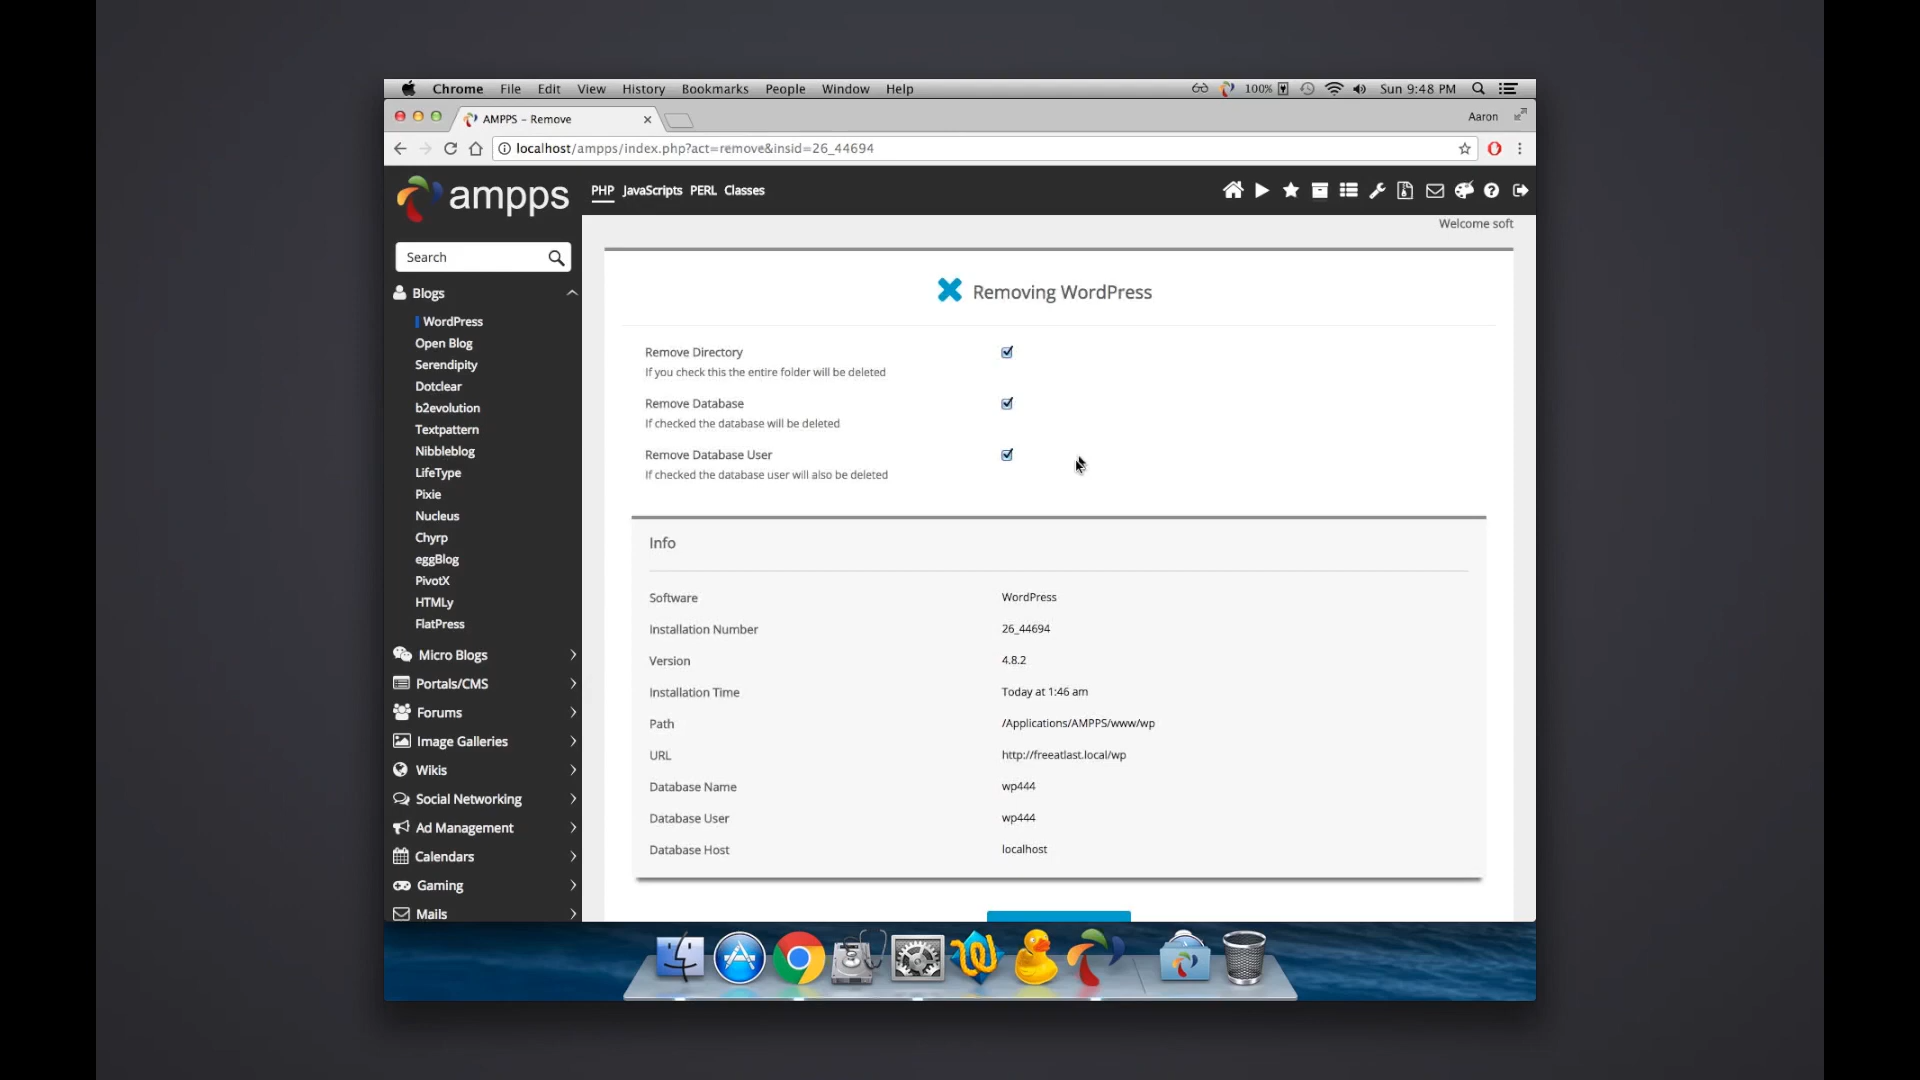 Chrome File Edit View History Bookmarks People Window Help 100% Sun 9:48 PM
AMPPS – Remove Aaron
localhost/ampps/index.php?act=remove&insid=26_44694
ampps PHP JavaScripts PERL Classes
Welcome soft
Search
Blogs
WordPress
Open Blog
Serendipity
Dotclear
b2evolution
Textpattern
Nibbleblog
LifeType
Pixie
Nucleus
Chyrp
eggBlog
PivotX
HTMLy
FlatPress
Micro Blogs
Portals/CMS
Forums
Image Galleries
Wikis
Social Networking
Ad Management
Calendars
Gaming
Mails
Removing WordPress
Remove Directory
If you check this the entire folder will be deleted
Remove Database
If checked the database will be deleted
Remove Database User
If checked the database user will also be deleted
Info
Software WordPress
Installation Number 26_44694
Version 4.8.2
Installation Time Today at 1:46 am
Path /Applications/AMPPS/www/wp
URL http://freeatlast.local/wp
Database Name wp444
Database User wp444
Database Host localhost